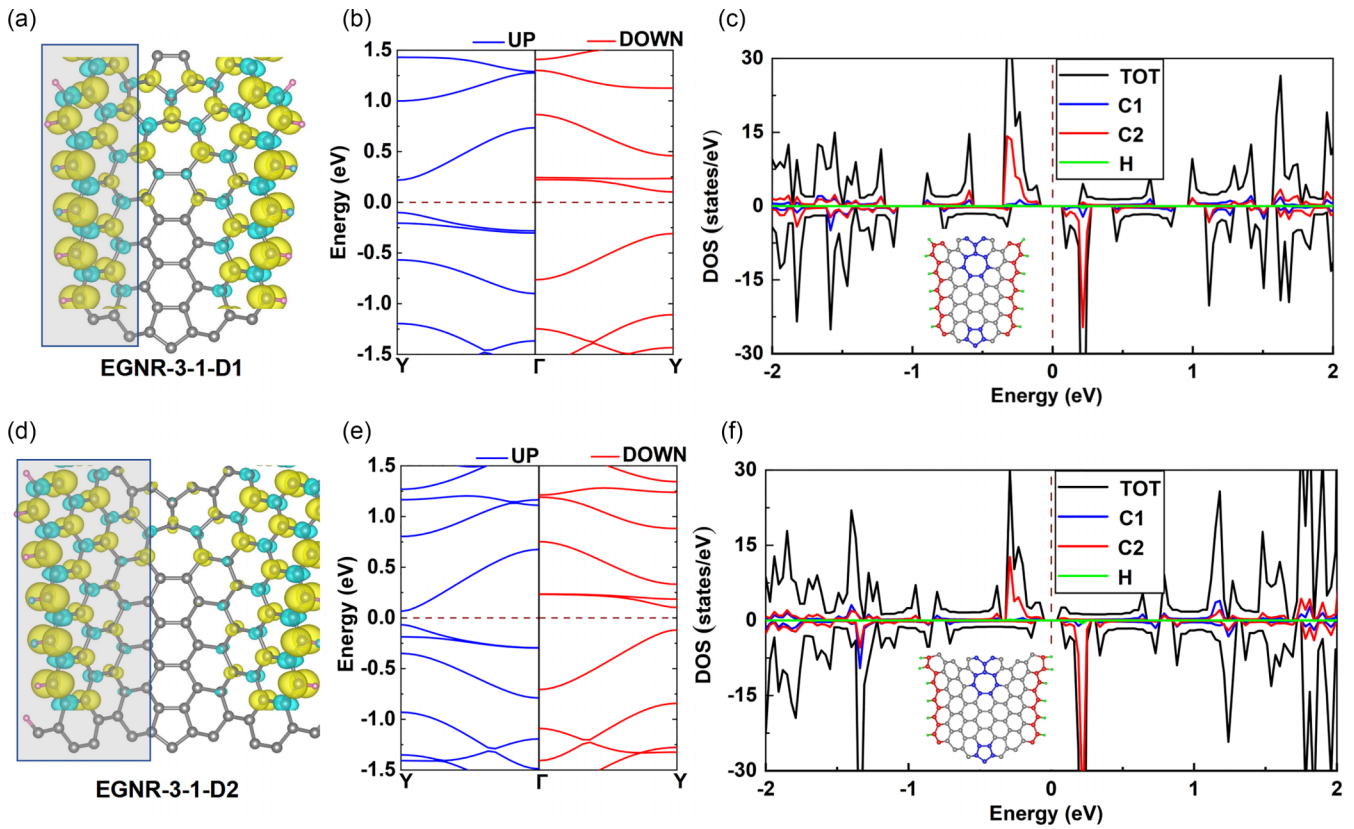 (a)
(b)
(c)
UP
DOWN
1.5
1.0
0.5
0.0
-0.5
-1.0
-1.5
Energy (eV)
Y
Γ
Y
30
15
0
-15
-30
DOS (states/eV)
TOT
C1
C2
H
-2
-1
0
1
2
Energy (eV)
EGNR-3-1-D1
(d)
(e)
(f)
UP
DOWN
1.5
1.0
0.5
0.0
-0.5
-1.0
-1.5
Energy (eV)
Y
Γ
Y
30
15
0
-15
-30
DOS (states/eV)
TOT
C1
C2
H
-2
-1
0
1
2
Energy (eV)
EGNR-3-1-D2